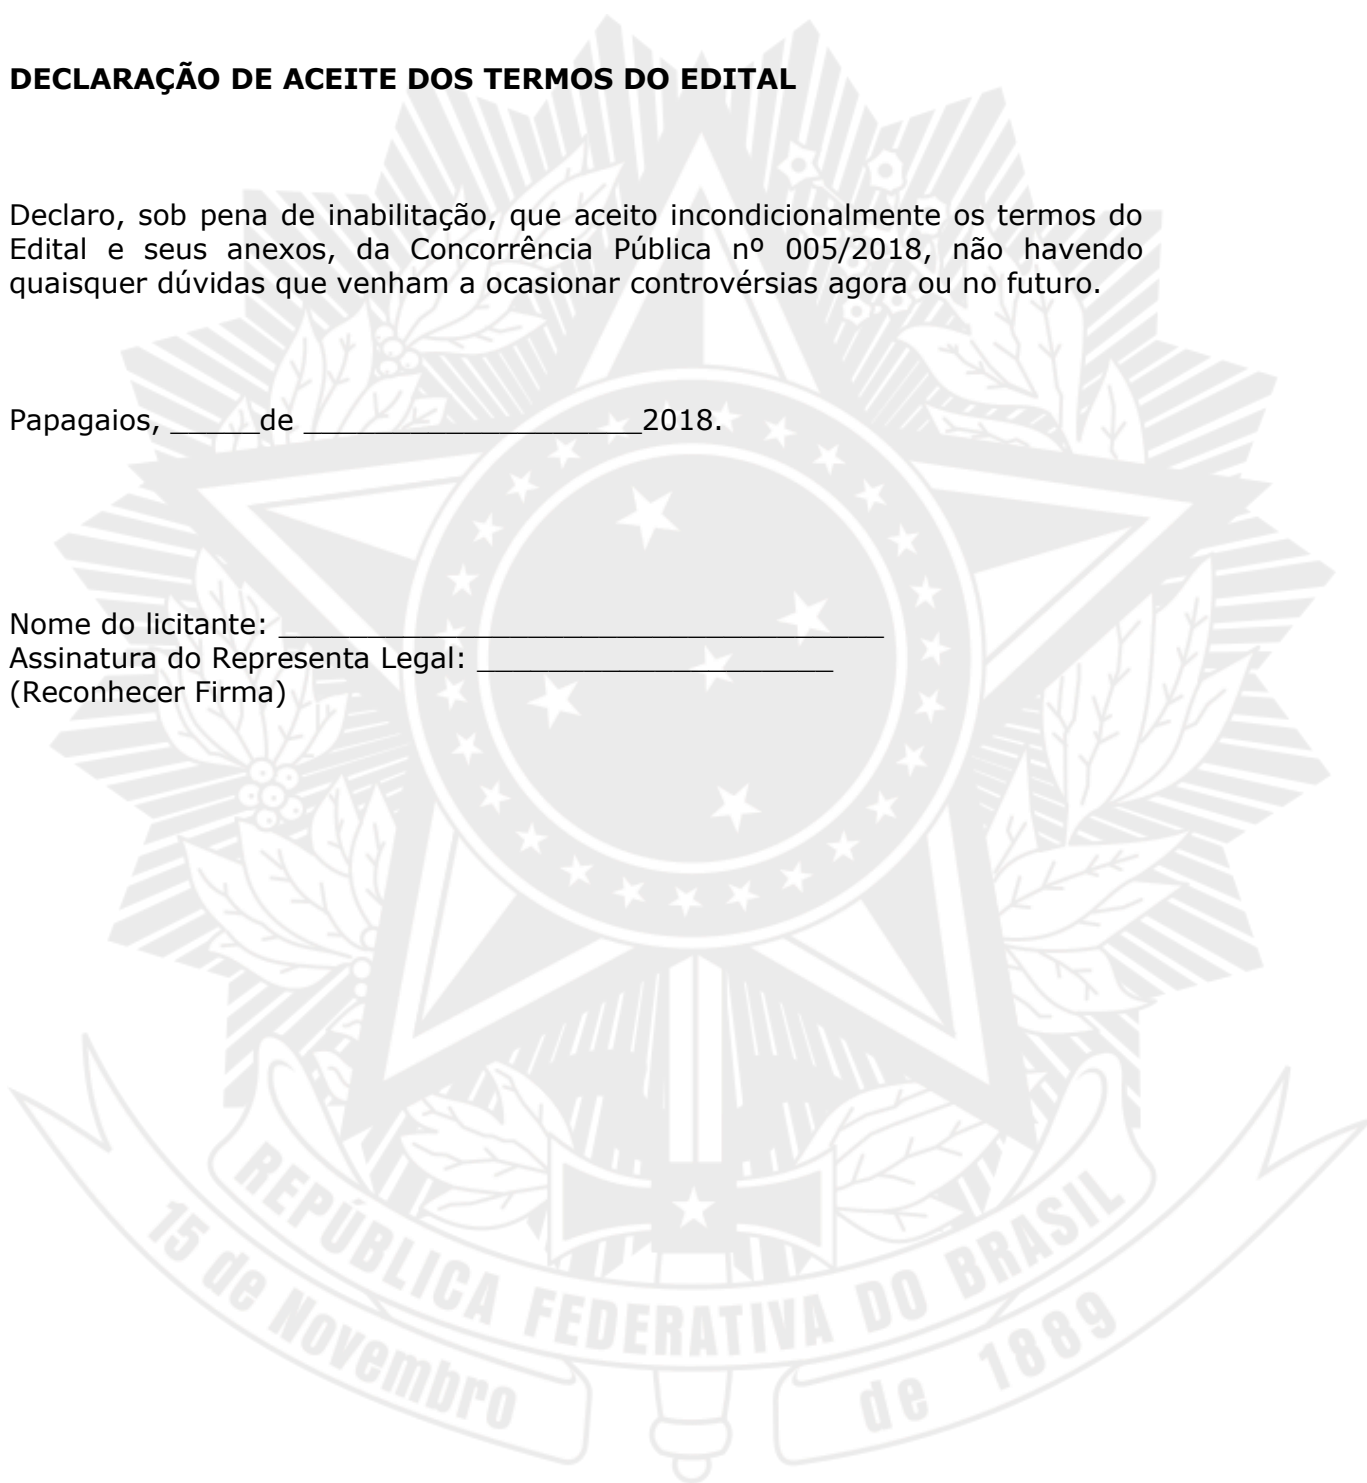 DECLARAÇÃO DE ACEITE DOS TERMOS DO EDITAL
Declaro, sob pena de inabilitação, que aceito incondicionalmente os termos do
Edital e seus anexos, da Concorrência Pública nº 005/2018, não havendo
quaisquer dúvidas que venham a ocasionar controvérsias agora ou no futuro.
Papagaios, _____de ___________________2018.
Nome do licitante: __________________________________
Assinatura do Representa Legal: ____________________
(Reconhecer Firma)
REPÚBLICA FEDERATIVA DO BRASIL
15 de Novembro de 1889